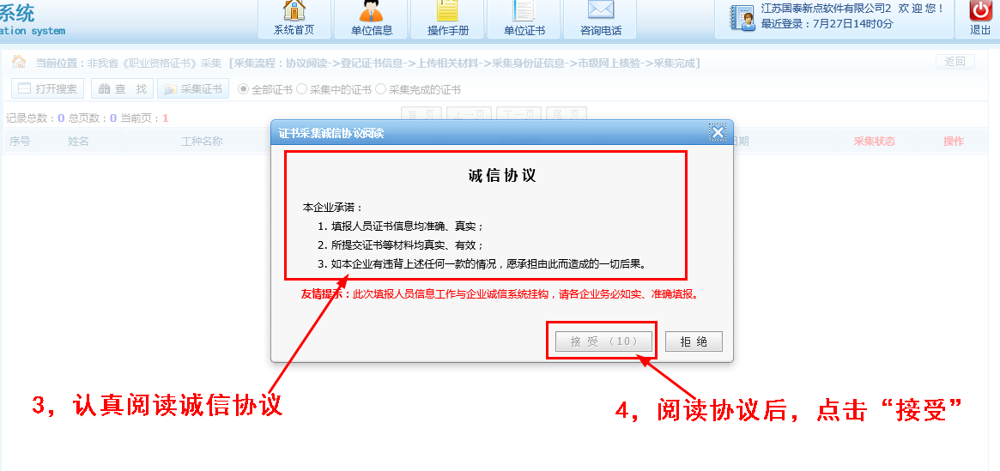 系统
ation system
系统首页
单位信息
操作手册
单位证书
咨询电话
江苏国泰新点软件有限公司2 欢 迎 您！
最近登录：7月27日14时0分
退出
当前位置：非我省《职业资格证书》采集 [采集流程：协议阅读->登记证书信息->上传相关材料->采集身份证信息->市级网上核验->采集完成]
返回
打开搜索
查 找
采集证书
全部证书 采集中的证书 采集完成的证书
记录总数：0 总页数：0 当前页：1
首 页 上一页 下一页 尾 页
序号 姓名 工种名称 日期 采集状态 操作
证书采集诚信协议阅读
诚 信 协 议
本企业承诺：
1. 填报人员证书信息均准确、真实；
2. 所提交证书等材料均真实、有效；
3. 如本企业有违背上述任何一款的情况，愿承担由此而造成的一切后果。
友情提示：此次填报人员信息工作与企业诚信系统挂钩，请各企业务必如实、准确填报。
接 受 （10）
拒 绝
3，认真阅读诚信协议
4，阅读协议后，点击“接受”